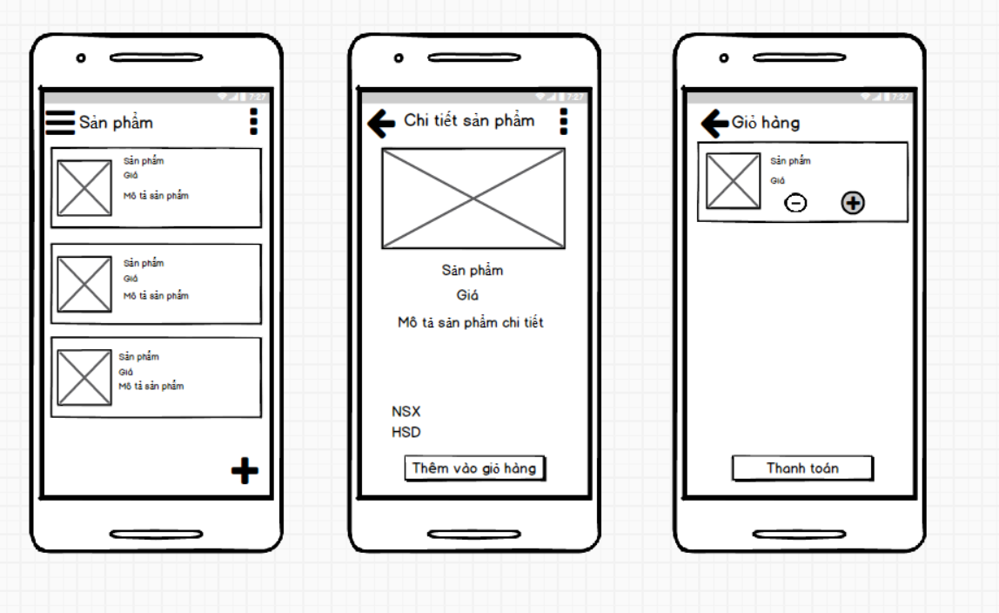 7:27
Sản phẩm
Sản phẩm
Giá
Mô tả sản phẩm
Sản phẩm
Giá
Mô tả sản phẩm
Sản phẩm
Giá
Mô tả sản phẩm
7:27
Chi tiết sản phẩm
Sản phẩm
Giá
Mô tả sản phẩm chi tiết
NSX
HSD
Thêm vào giỏ hàng
7:27
Giỏ hàng
Sản phẩm
Giá
Thanh toán